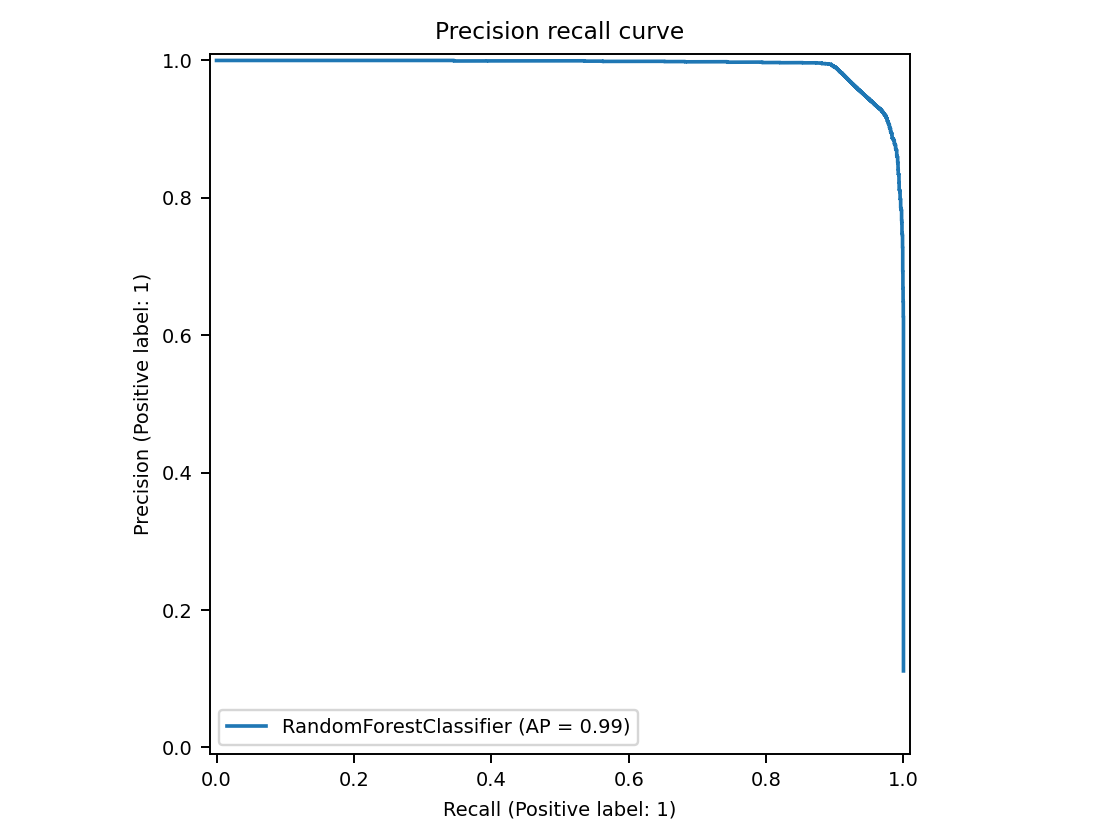 Precision recall curve
1.0
0.8
0.6
0.4
0.2
0.0
Precision (Positive label: 1)
RandomForestClassifier (AP = 0.99)
0.0 0.2 0.4 0.6 0.8 1.0
Recall (Positive label: 1)